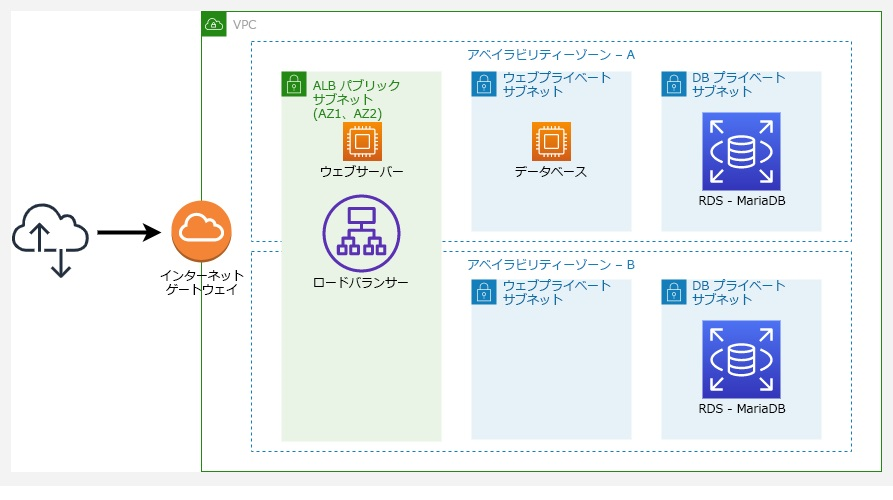 VPC
アベイラビリティーゾーン – A
ALB パブリック
サブネット
(AZ1、AZ2)
ウェブサーバー
ロードバランサー
ウェブプライベート
サブネット
データベース
DB プライベート
サブネット
RDS - MariaDB
インターネット
ゲートウェイ
アベイラビリティーゾーン – B
ウェブプライベート
サブネット
DB プライベート
サブネット
RDS - MariaDB